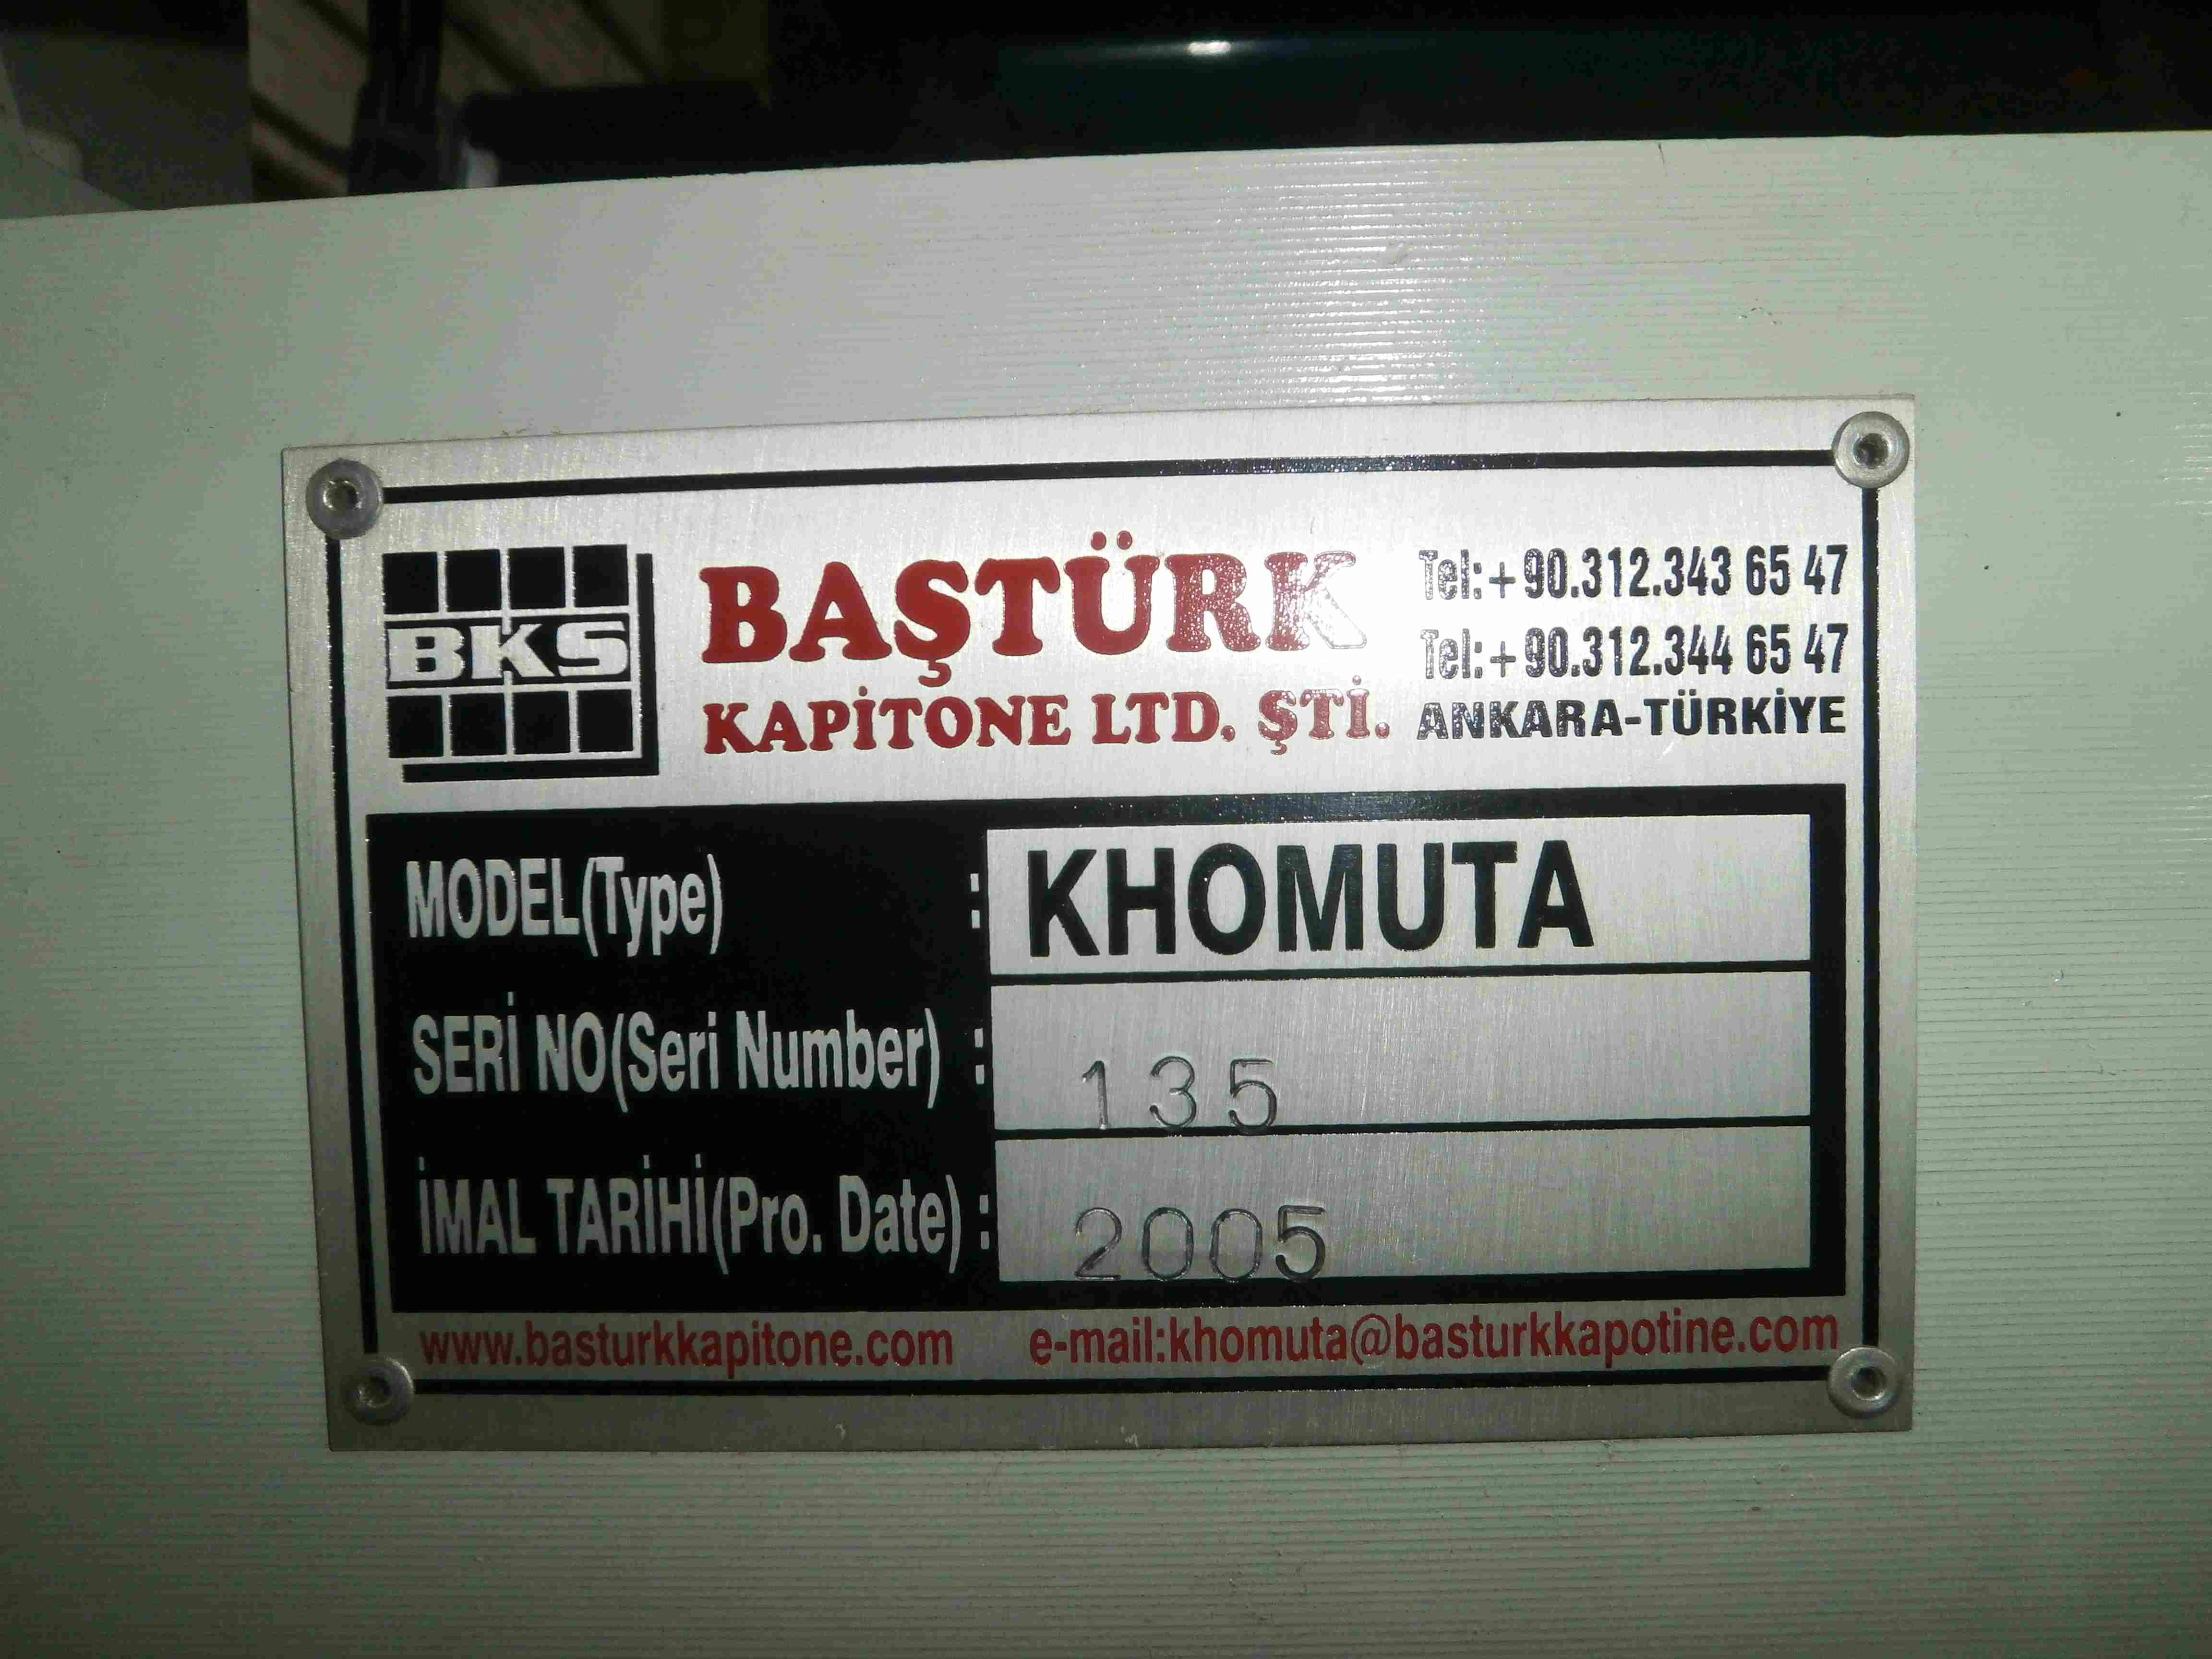 BKS
BAŞTÜRK
KAPİTONE LTD. ŞTİ.
Tel:+90.312.343 65 47
Tel:+90.312.344 65 47
ANKARA-TÜRKİYE
MODEL(Type) : KHOMUTA
SERİ NO(Seri Number) : 135
İMAL TARİHİ(Pro. Date) : 2005
www.basturkkapitone.com e-mail:khomuta@basturkkapotine.com